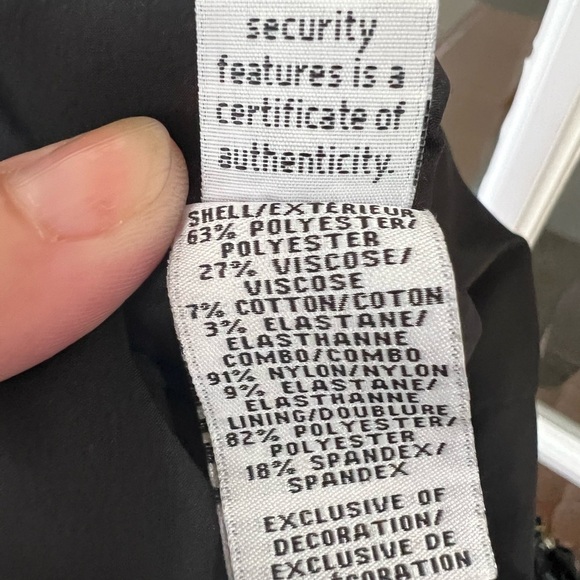 security
features is a
certificate of
authenticity.
SHELL/EXTERIEUR
63% POLYESTER/
POLYESTER
27% VISCOSE/
VISCOSE
7% COTTON/COTON
3% ELASTANE/
ELASTHANNE
COMBO/COMBO
91% NYLON/NYLON
9% ELASTANE/
ELASTHANNE
LINING/DOUBLURE
82% POLYESTER/
POLYESTER
18% SPANDEX/
SPANDEX
EXCLUSIVE OF
DECORATION/
EXCLUSIVE DE
DECORATION